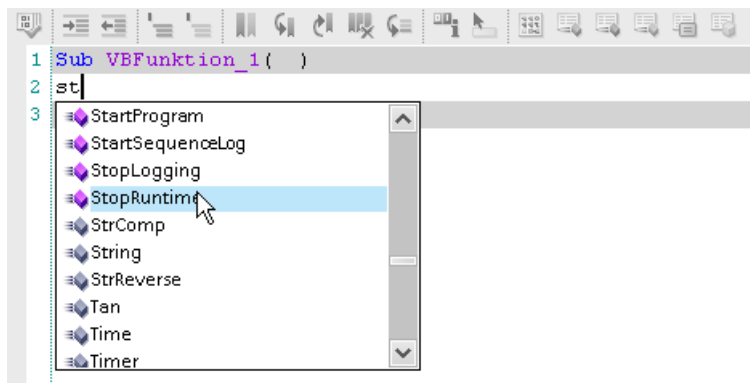 1 Sub VBFunktion_1( )
2 st
3
StartProgram
StartSequenceLog
StopLogging
StopRuntime
StrComp
String
StrReverse
Tan
Time
Timer